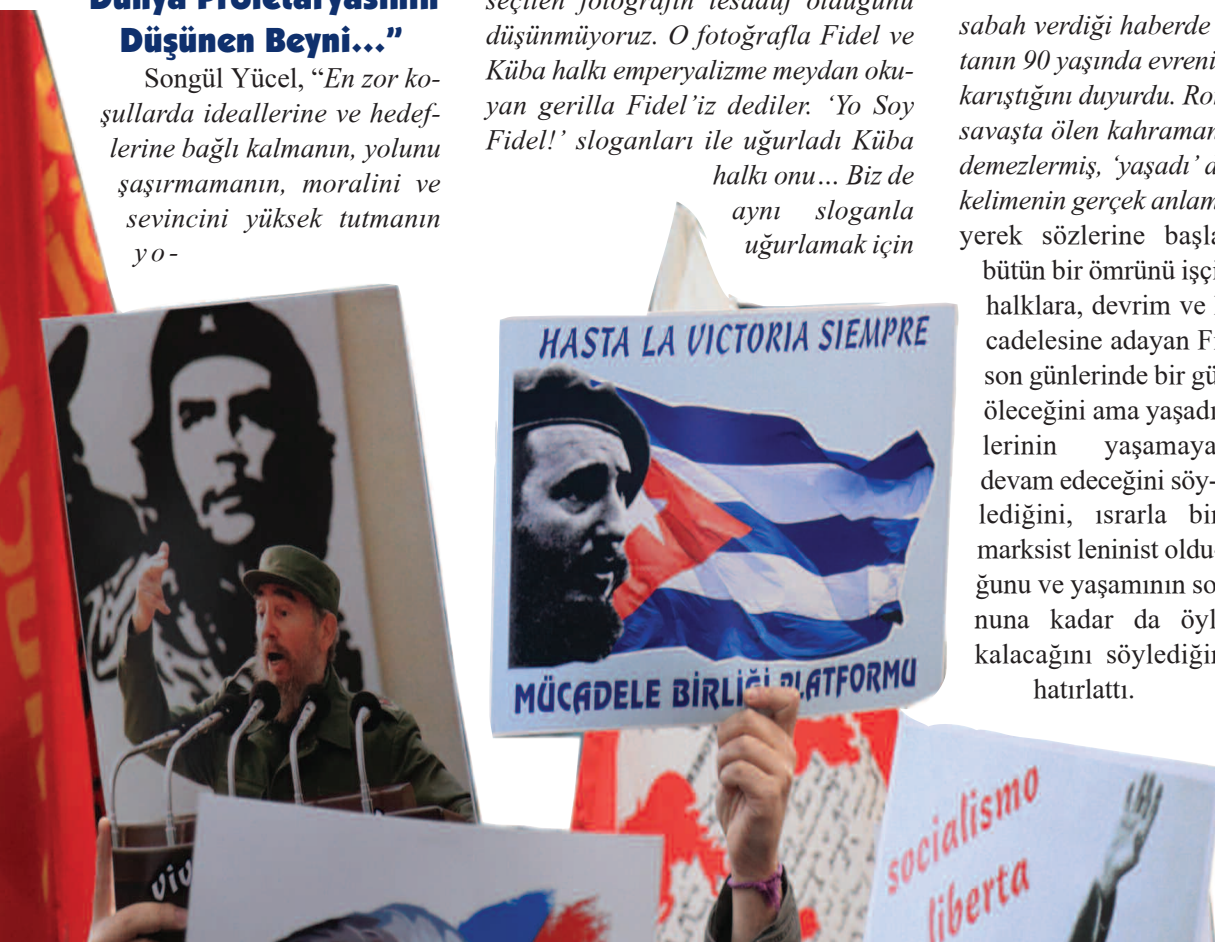 Dünya Proletaryasının
Düşünen Beyni...”
Songül Yücel, “En zor ko-
şullarda ideallerine ve hedef-
lerine bağlı kalmanın, yolunu
şaşırmamanın, moralini ve
sevincini yüksek tutmanın
yo-
seçilen fotoğrafın tesadüf olduğunu
düşünmüyoruz. O fotoğrafla Fidel ve
Küba halkı emperyalizme meydan oku-
yan gerilla Fidel’iz dediler. ‘Yo Soy
Fidel!’ sloganları ile uğurladı Küba
halkı onu... Biz de
aynı sloganla
uğurlamak için
sabah verdiği haberde
tanın 90 yaşında evreni
karıştığını duyurdu.
savaşta ölen kahraman
demezlermiş, ‘yaşadı’
kelimenin gerçek anlam
yerek sözlerine başla
bütün bir ömrünü işçi
halklara, devrim ve
cadelesine adayan
son günlerinde bir gü
öleceğini ama yaşadı
lerinin yaşamaya
devam edeceğini söy-
lediğini, ısrarla bir
marksist leninist oldu-
ğunu ve yaşamının so
nuna kadar da öyl
kalacağını söylediğin
hatırlattı.
HASTA LA VICTORIA SIEMPRE
MÜCADELE BİRLİĞİ PLATFORMU
socialismo
liberta
viv